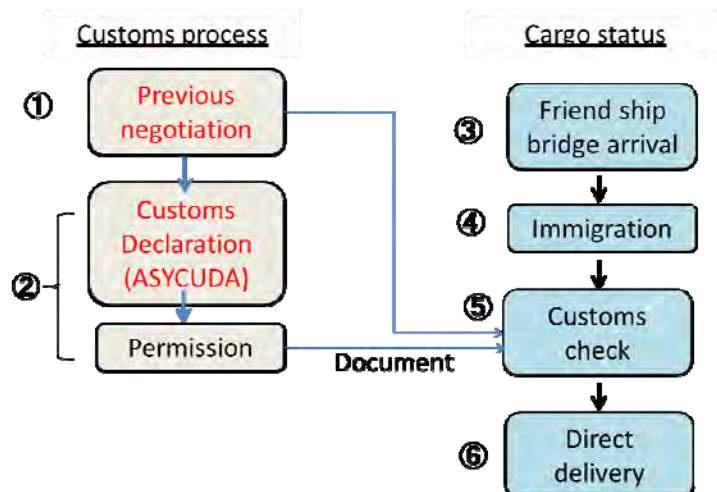 Customs process
①
Previous
negotiation
②
Customs
Declaration
(ASYCUDA)
Permission
Document
Cargo status
③
Friend ship
bridge arrival
④
Immigration
⑤
Customs
check
⑥
Direct
delivery